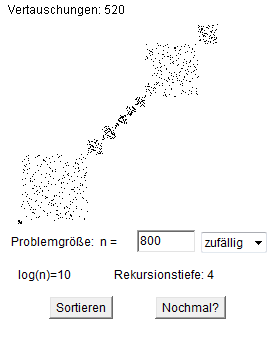 Vertauschungen: 520
Problemgröße: n = 800 zufällig
log(n)=10 Rekursionstiefe: 4
Sortieren Nochmal?